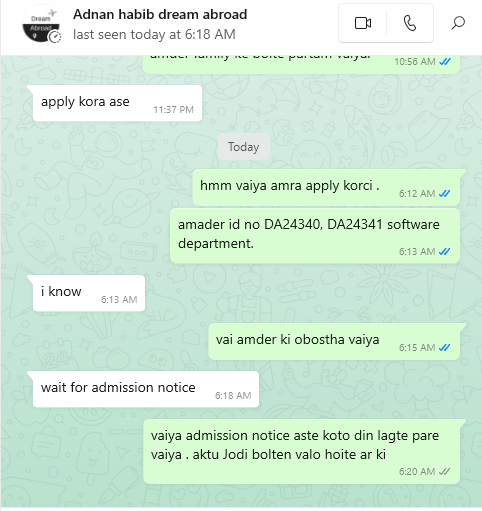 Dream
Abroad
Adnan habib dream abroad
last seen today at 6:18 AM
amder family ke bolte partam vaiya
10:56 AM
apply kora ase
11:37 PM
Today
hmm vaiya amra apply korci .
6:12 AM
amader id no DA24340, DA24341 software
department.
6:13 AM
i know
6:13 AM
vai amder ki obostha vaiya
6:15 AM
wait for admission notice
6:18 AM
vaiya admission notice aste koto din lagte pare
vaiya . aktu Jodi bolten valo hoite ar ki
6:20 AM